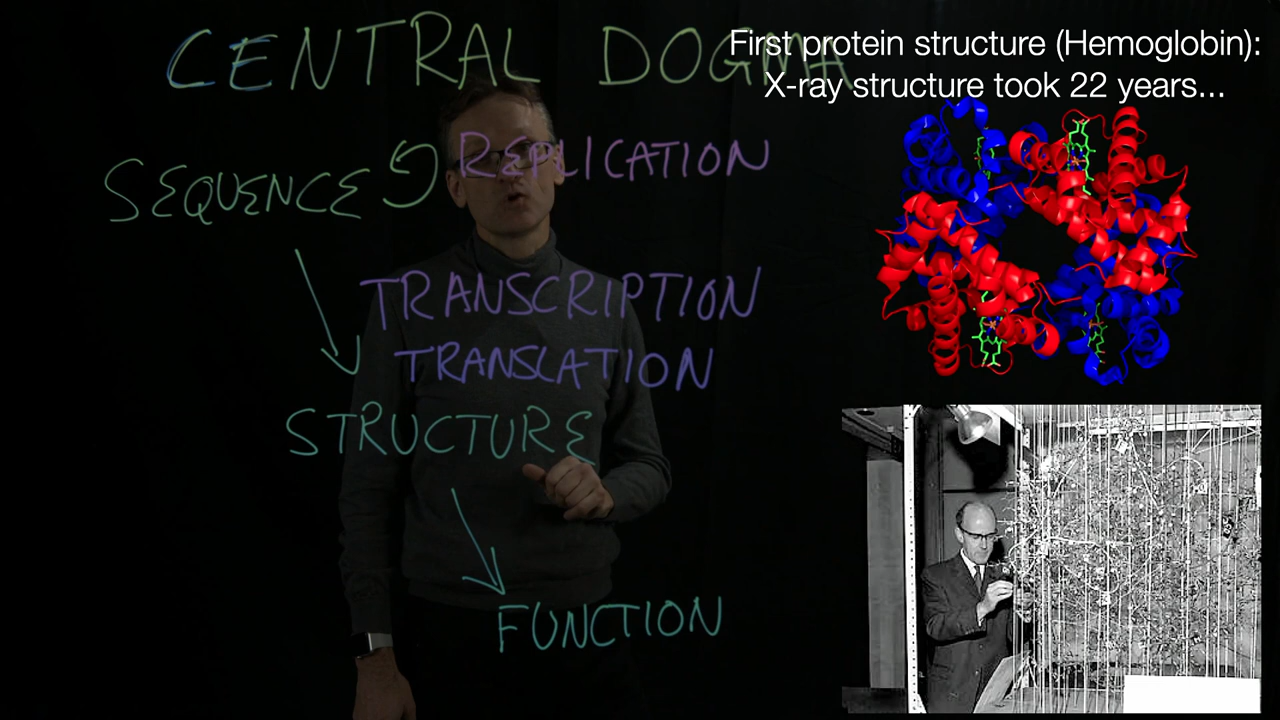 CENTRAL DOGMA
First protein structure (Hemoglobin):
X-ray structure took 22 years...
SEQUENCE
REPLICATION
TRANSCRIPTION
TRANSLATION
STRUCTURE
FUNCTION